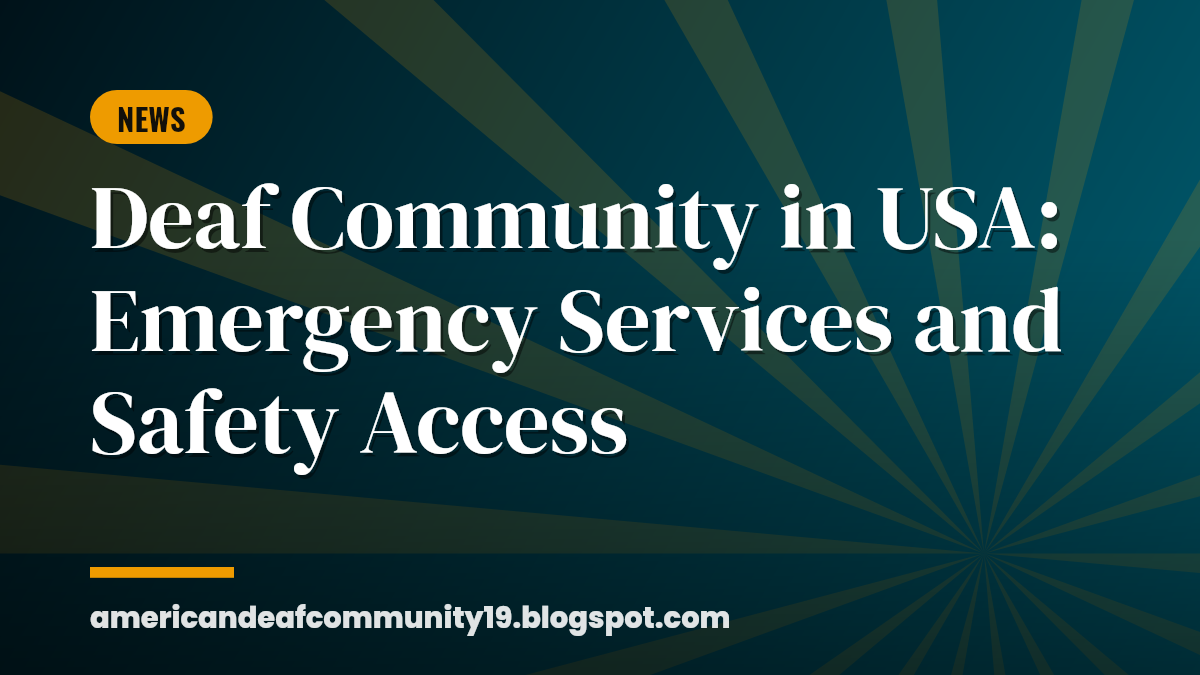 NEWS
Deaf Community in USA:
Emergency Services and
Safety Access
americandeafcommunity19.blogspot.com